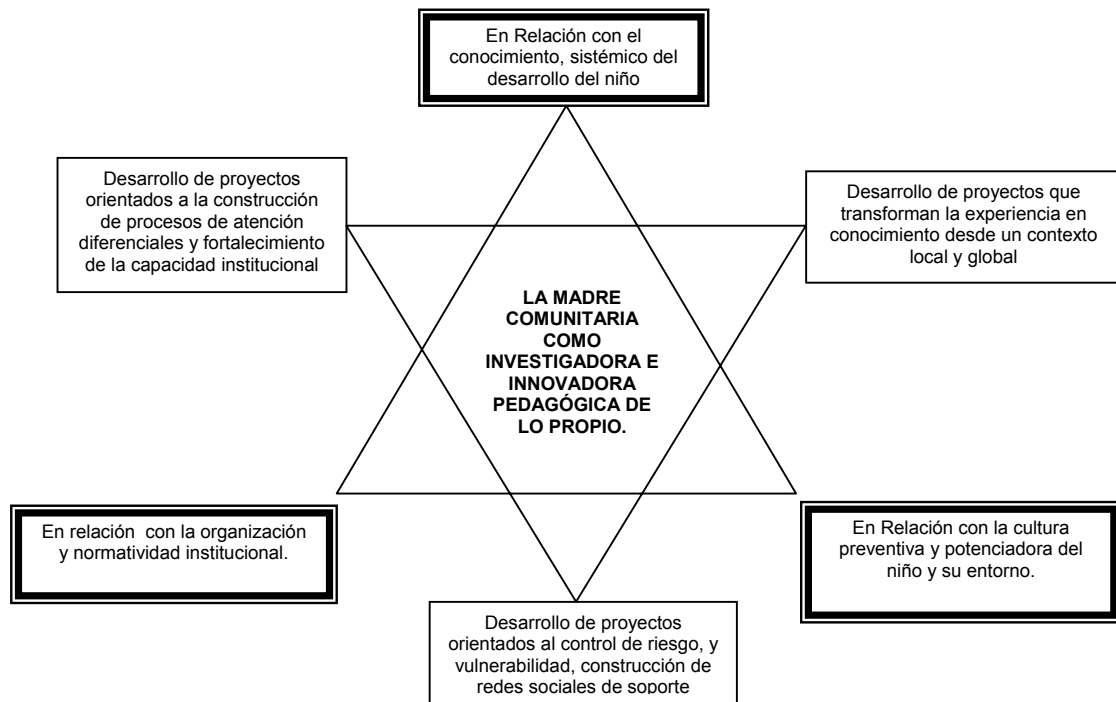 En Relación con el
conocimiento, sistémico del
desarrollo del niño
Desarrollo de proyectos
orientados a la construcción
de procesos de atención
diferenciales y fortalecimiento
de la capacidad institucional
Desarrollo de proyectos que
transforman la experiencia en
conocimiento desde un contexto
local y global
LA MADRE
COMUNITARIA
COMO
INVESTIGADORA E
INNOVADORA
PEDAGÓGICA DE
LO PROPIO.
En relación con la organización
y normatividad institucional.
En Relación con la cultura
preventiva y potenciadora del
niño y su entorno.
Desarrollo de proyectos
orientados al control de riesgo, y
vulnerabilidad, construcción de
redes sociales de soporte